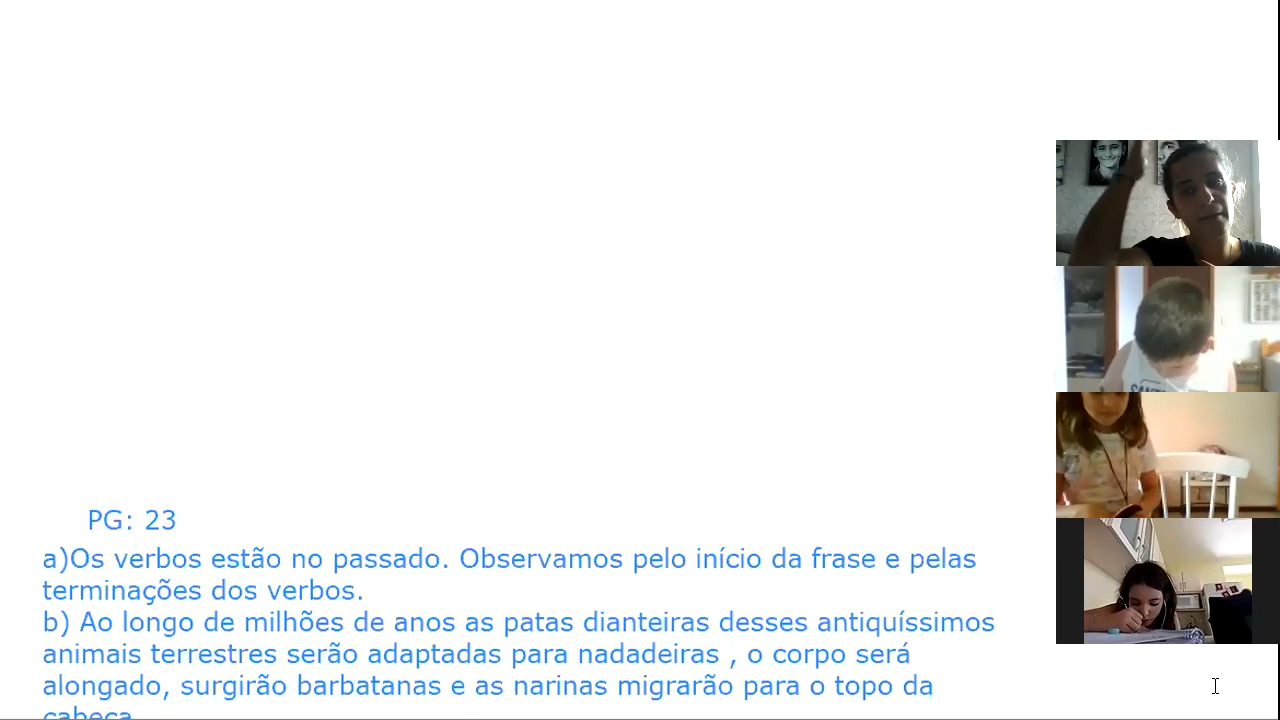 PG: 23
a)Os verbos estão no passado. Observamos pelo início da frase e pelas
terminações dos verbos.
b) Ao longo de milhões de anos as patas dianteiras desses antiquíssimos
animais terrestres serão adaptadas para nadadeiras , o corpo será
alongado, surgirão barbatanas e as narinas migrarão para o topo da
cabeça